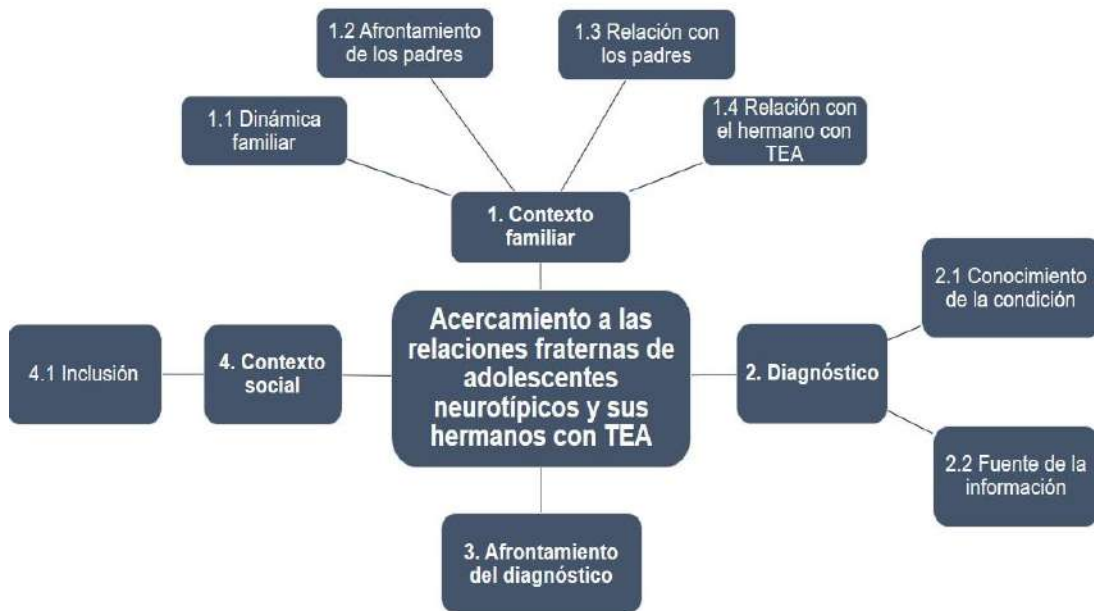 1.2 Afrontamiento
de los padres
1.3 Relación con
los padres
1.1 Dinámica
familiar
1.4 Relación con
el hermano con
TEA
1. Contexto
familiar
2.1 Conocimiento
de la condición
Acercamiento a las
relaciones fraternas de
adolescentes
neurotípicos y sus
hermanos con TEA
4.1 Inclusión
4. Contexto
social
2. Diagnóstico
2.2 Fuente de la
información
3. Afrontamiento
del diagnóstico